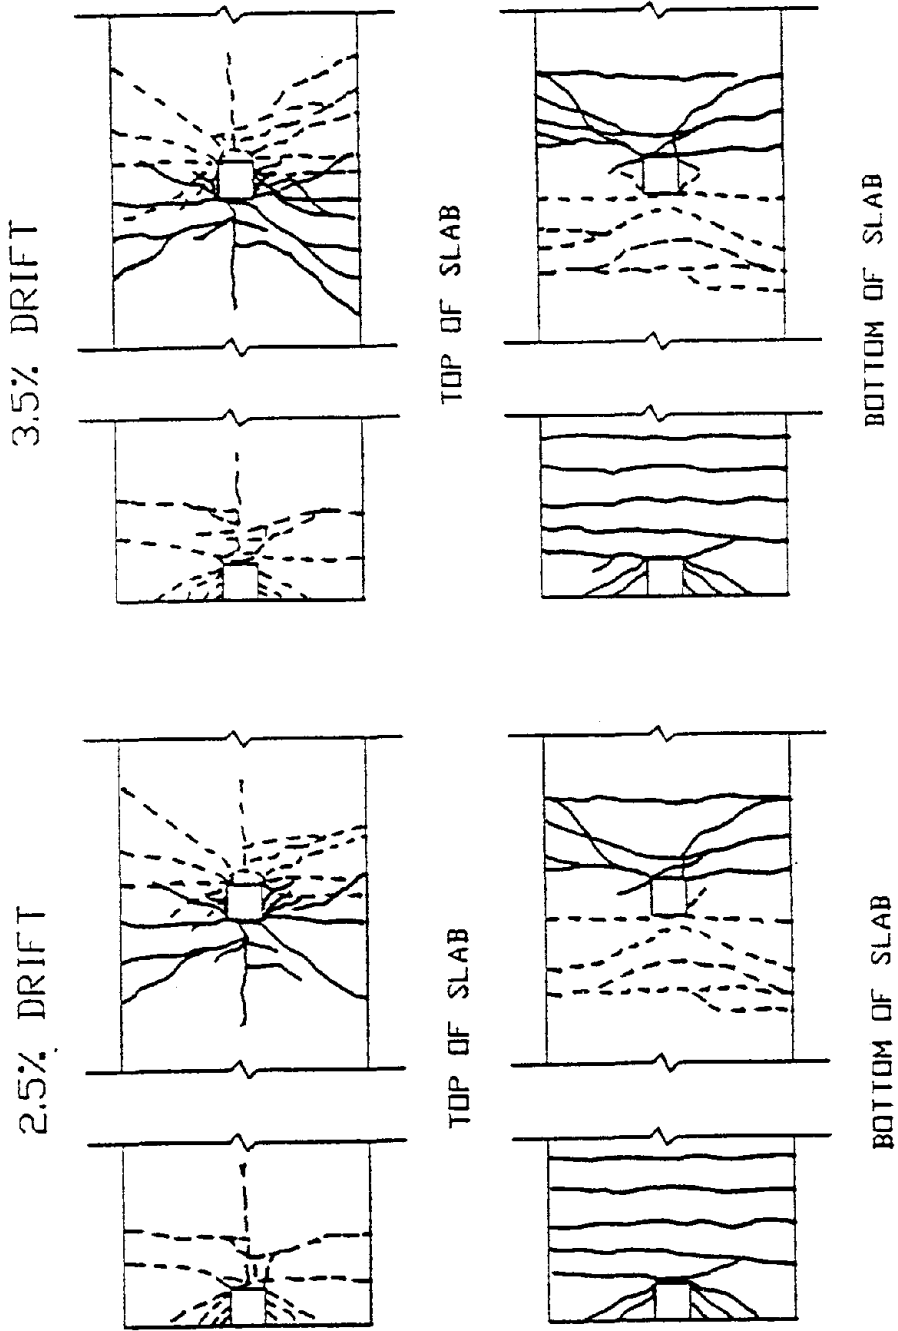 3.5% DRIFT
TOP OF SLAB
BOTTOM OF SLAB
2.5% DRIFT
TOP OF SLAB
BOTTOM OF SLAB